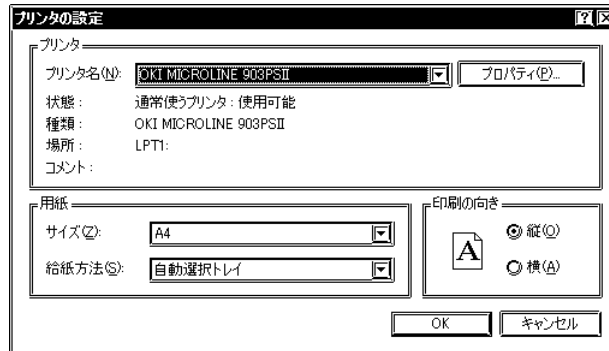 プリンタの設定
プリンタ
プリンタ名(N): OKI MICROLINE 903PSII プロパティ(P)...
状態： 通常使うプリンタ：使用可能
種類： OKI MICROLINE 903PSII
場所： LPT1:
コメント：
用紙
サイズ(Z): A4
給紙方法(S): 自動選択トレイ
印刷の向き
A
縦(O)
横(A)
OK キャンセル